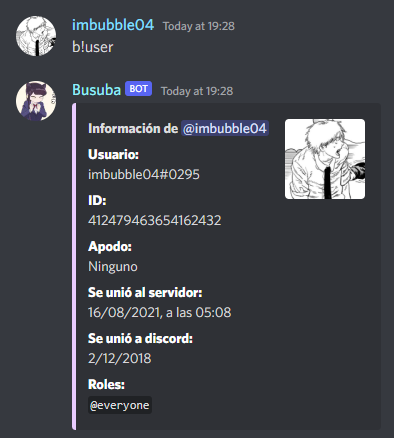 imbubble04 Today at 19:28
b!user
Busuba BOT Today at 19:28
Información de @imbubble04
Usuario:
imbubble04#0295
ID:
412479463654162432
Apodo:
Ninguno
Se unió al servidor:
16/08/2021, a las 05:08
Se unió a discord:
2/12/2018
Roles:
@everyone